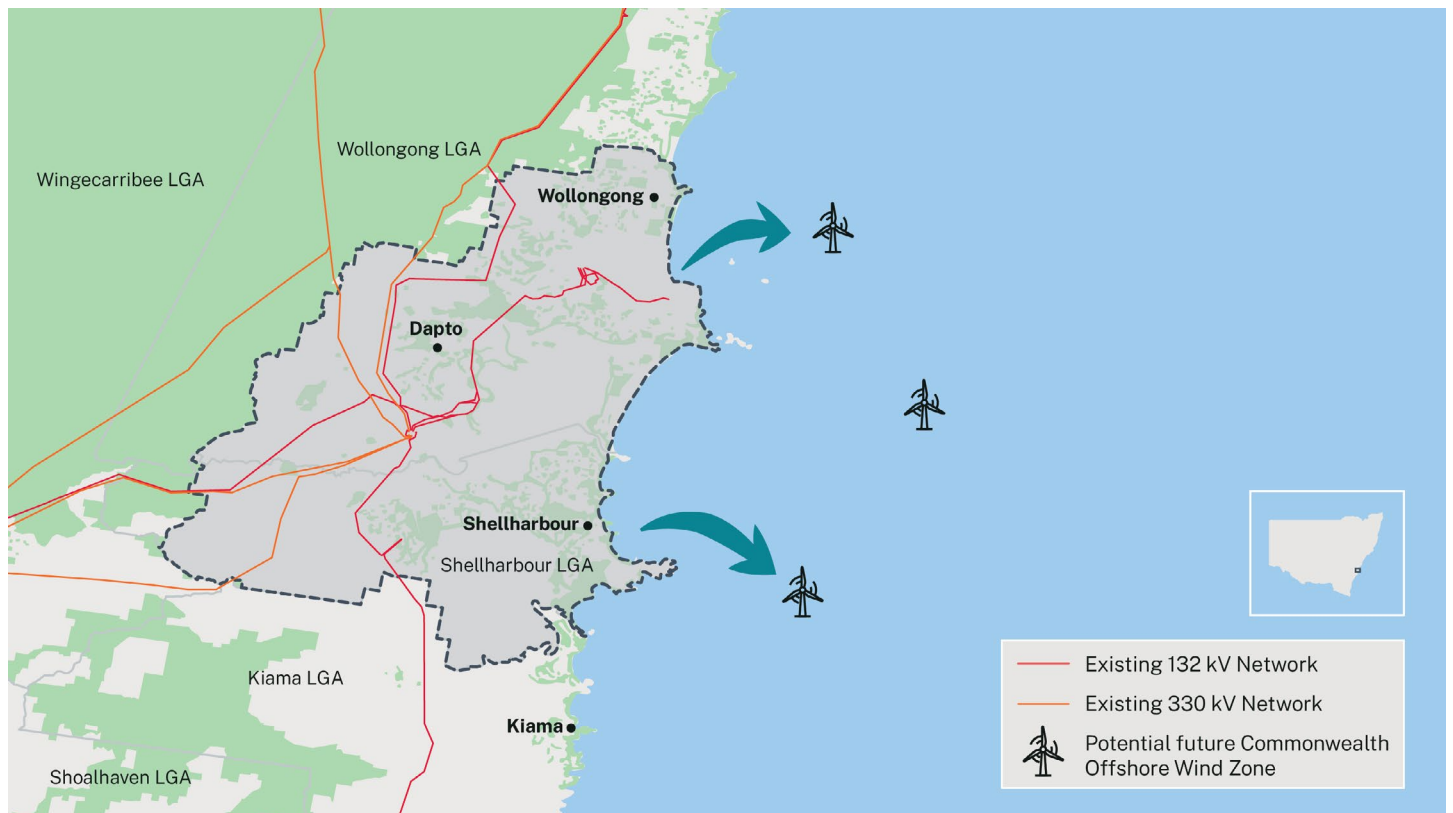 Wollongong LGA
Wingecarribee LGA
Wollongong
Dapto
Shellharbour
Shellharbour LGA
Kiama LGA
Kiama
Shoalhaven LGA
Existing 132 kV Network
Existing 330 kV Network
Potential future Commonwealth
Offshore Wind Zone